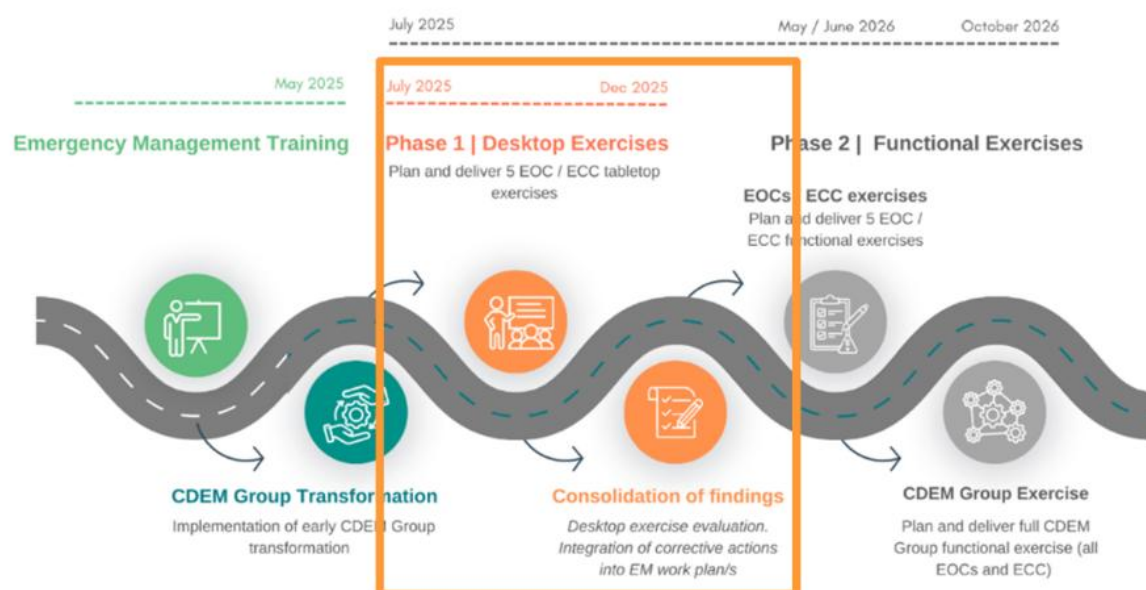 July 2025
May / June 2026
October 2026
May 2025
July 2025
Dec 2025
Emergency Management Training
Phase 1 | Desktop Exercises
Plan and deliver 5 EOC / ECC tabletop
exercises
Phase 2 | Functional Exercises
EOCs / ECC exercises
Plan and deliver 5 EOC /
ECC functional exercises
CDEM Group Transformation
Implementation of early CDEM Group
transformation
Consolidation of findings
Desktop exercise evaluation.
Integration of corrective actions
into EM work plan/s
CDEM Group Exercise
Plan and deliver full CDEM
Group functional exercise (all
EOCs and ECC)